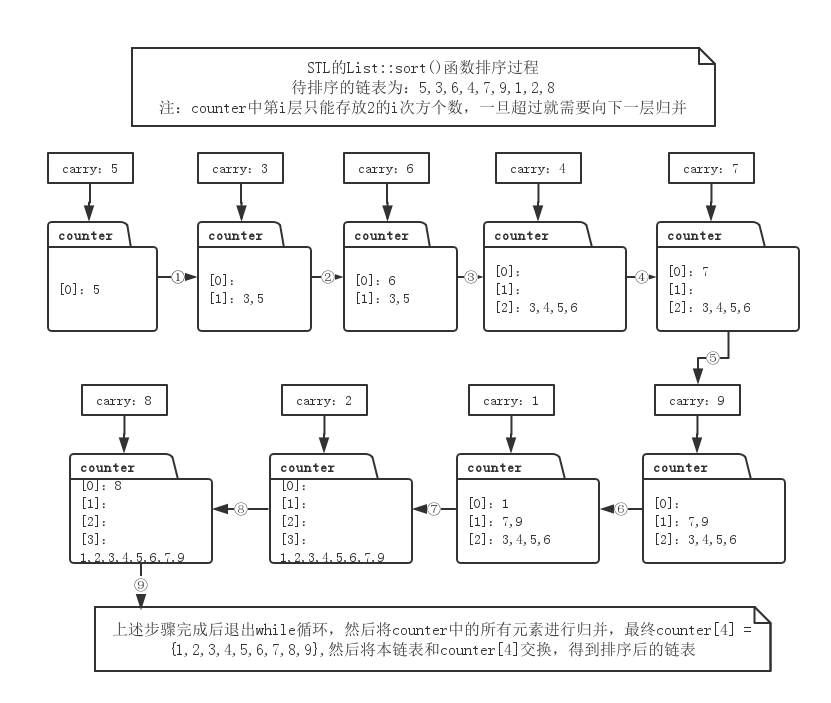 STL的List::sort()函数排序过程
待排序的链表为: 5,3,6,4,7,9,1,2,8
注: counter中第i层只能存放2的i次方个数, 一旦超过就需要向下一层归并
carry: 5
carry: 3
carry: 6
carry: 4
carry: 7
counter
[0]: 5
①
counter
[0]:
[1]: 3,5
②
counter
[0]: 6
[1]: 3,5
③
counter
[0]:
[1]:
[2]: 3,4,5,6
④
counter
[0]: 7
[1]:
[2]: 3,4,5,6
⑤
carry: 9
counter
[0]:
[1]: 7,9
[2]: 3,4,5,6
⑥
carry: 1
counter
[0]: 1
[1]: 7,9
[2]: 3,4,5,6
⑦
carry: 2
counter
[0]:
[1]:
[2]:
[3]:
1,2,3,4,5,6,7,9
⑧
carry: 8
counter
[0]: 8
[1]:
[2]:
[3]:
1,2,3,4,5,6,7,9
⑨
上述步骤完成后退出while循环, 然后将counter中的所有元素进行归并, 最终counter[4] =
{1,2,3,4,5,6,7,8,9},然后将本链表和counter[4]交换, 得到排序后的链表